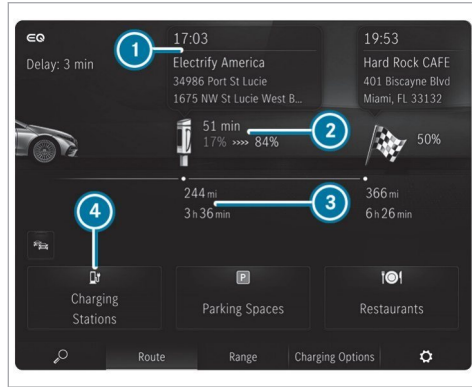 EQ
Delay: 3 min
17:03
Electrify America
34986 Port St Lucie
1675 NW St Lucie West B...
19:53
Hard Rock CAFE
401 Biscayne Blvd
Miami, FL 33132
1
51 min
17% »»» 84%
2
50%
244 mi
3 h 36 min
3
366 mi
6 h 26 min
4
Charging
Stations
P
Parking Spaces
Restaurants
Route
Range
Charging Options